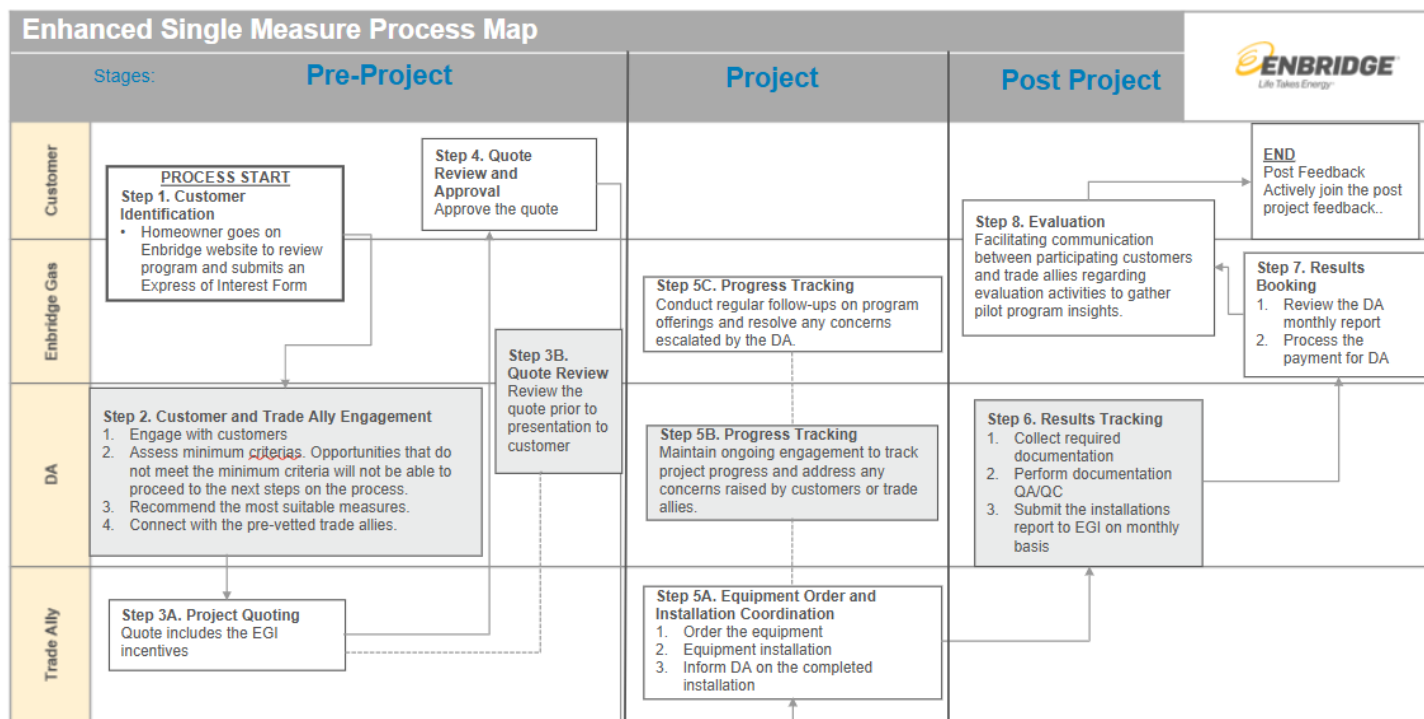 Enhanced Single Measure Process Map
ENBRIDGE
Life Takes Energy™
Stages:
Pre-Project
Project
Post Project
Customer
PROCESS START
Step 1. Customer
Identification
• Homeowner goes on
Enbridge website to review
program and submits an
Express of Interest Form
Step 4. Quote
Review and
Approval
Approve the quote
END
Post Feedback
Actively join the post
project feedback..
Step 8. Evaluation
Facilitating communication
between participating customers
and trade allies regarding
evaluation activities to gather
pilot program insights.
Enbridge Gas
Step 3B.
Quote Review
Review the
quote prior to
presentation to
customer
Step 5C. Progress Tracking
Conduct regular follow-ups on program
offerings and resolve any concerns
escalated by the DA.
Step 7. Results
Booking
1. Review the DA
monthly report
2. Process the
payment for DA
DA
Step 2. Customer and Trade Ally Engagement
1. Engage with customers
2. Assess minimum criterias. Opportunities that do
not meet the minimum criteria will not be able to
proceed to the next steps on the process.
3. Recommend the most suitable measures.
4. Connect with the pre-vetted trade allies.
Step 5B. Progress Tracking
Maintain ongoing engagement to track
project progress and address any
concerns raised by customers or trade
allies.
Step 6. Results Tracking
1. Collect required
documentation
2. Perform documentation
QA/QC
3. Submit the installations
report to EGI on monthly
basis
Trade Ally
Step 3A. Project Quoting
Quote includes the EGI
incentives
Step 5A. Equipment Order and
Installation Coordination
1. Order the equipment
2. Equipment installation
3. Inform DA on the completed
installation